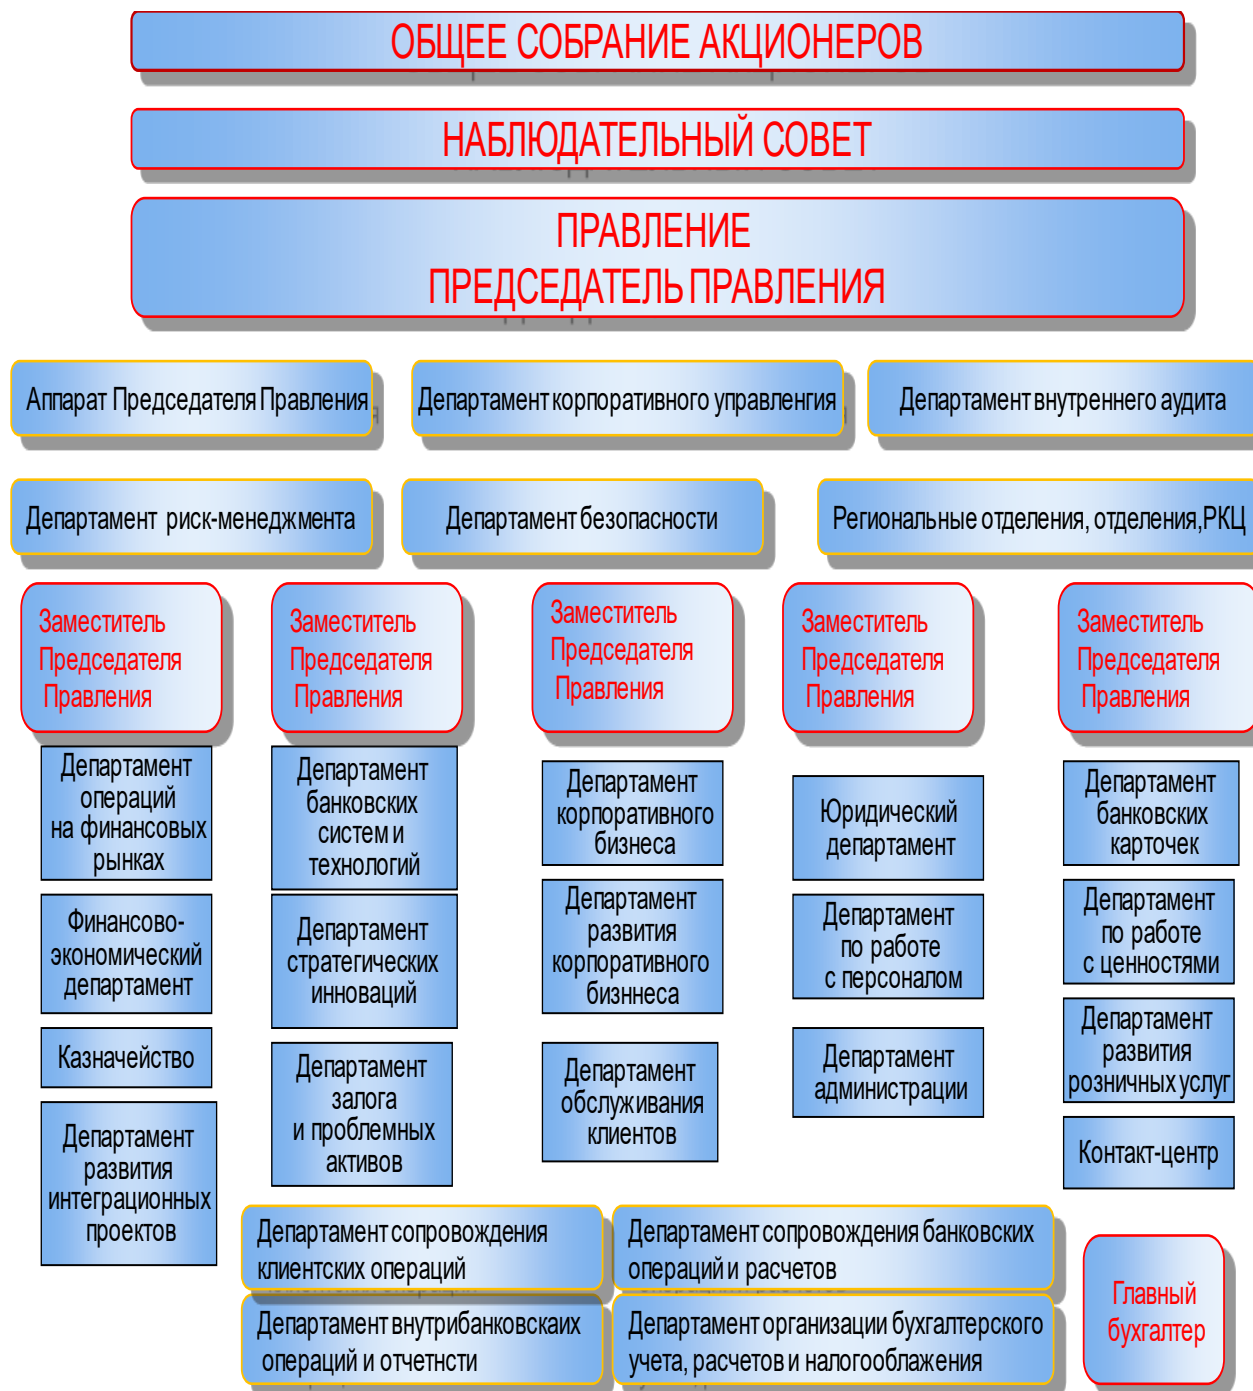 ОБЩЕЕ СОБРАНИЕ АКЦИОНЕРОВ
НАБЛЮДАТЕЛЬНЫЙ СОВЕТ
ПРАВЛЕНИЕ
ПРЕДСЕДАТЕЛЬ ПРАВЛЕНИЯ
Аппарат Председателя Правления
Департамент корпоративного управленгия
Департамент внутреннего аудита
Департамент риск-менеджмента
Департамент безопасности
Региональные отделения, отделения,РКЦ
Заместитель
Председателя
Правления
Департамент
операций
на финансовых
рынках
Финансово-
экономический
департамент
Казначейство
Департамент
развития
интеграционных
проектов
Заместитель
Председателя
Правления
Департамент
банковских
систем и
технологий
Департамент
стратегических
инноваций
Департамент
залога
и проблемных
активов
Заместитель
Председателя
Правления
Департамент
корпоративного
бизнеса
Департамент
развития
корпоративного
бизннеса
Департамент
обслуживания
клиентов
Заместитель
Председателя
Правления
Юридический
департамент
Департамент
по работе
с персоналом
Департамент
администрации
Заместитель
Председателя
Правления
Департамент
банковских
карточек
Департамент
по работе
с ценностями
Департамент
развития
розничных услуг
Контакт-центр
Департамент сопровождения
клиентских операций
Департамент сопровождения банковских
операций и расчетов
Департамент внутрибанковскаих
операций и отчетнсти
Департамент организации бухгалтерского
учета, расчетов и налогооблажения
Главный
бухгалтер